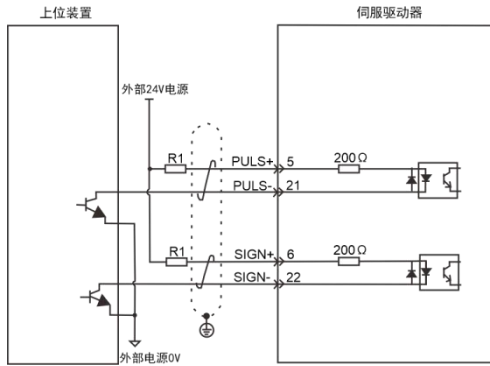 上位装置
伺服驱动器
外部24V电源
R1
PULS+
5
200Ω
PULS-
21
R1
SIGN+
6
200Ω
SIGN-
22
外部电源0V